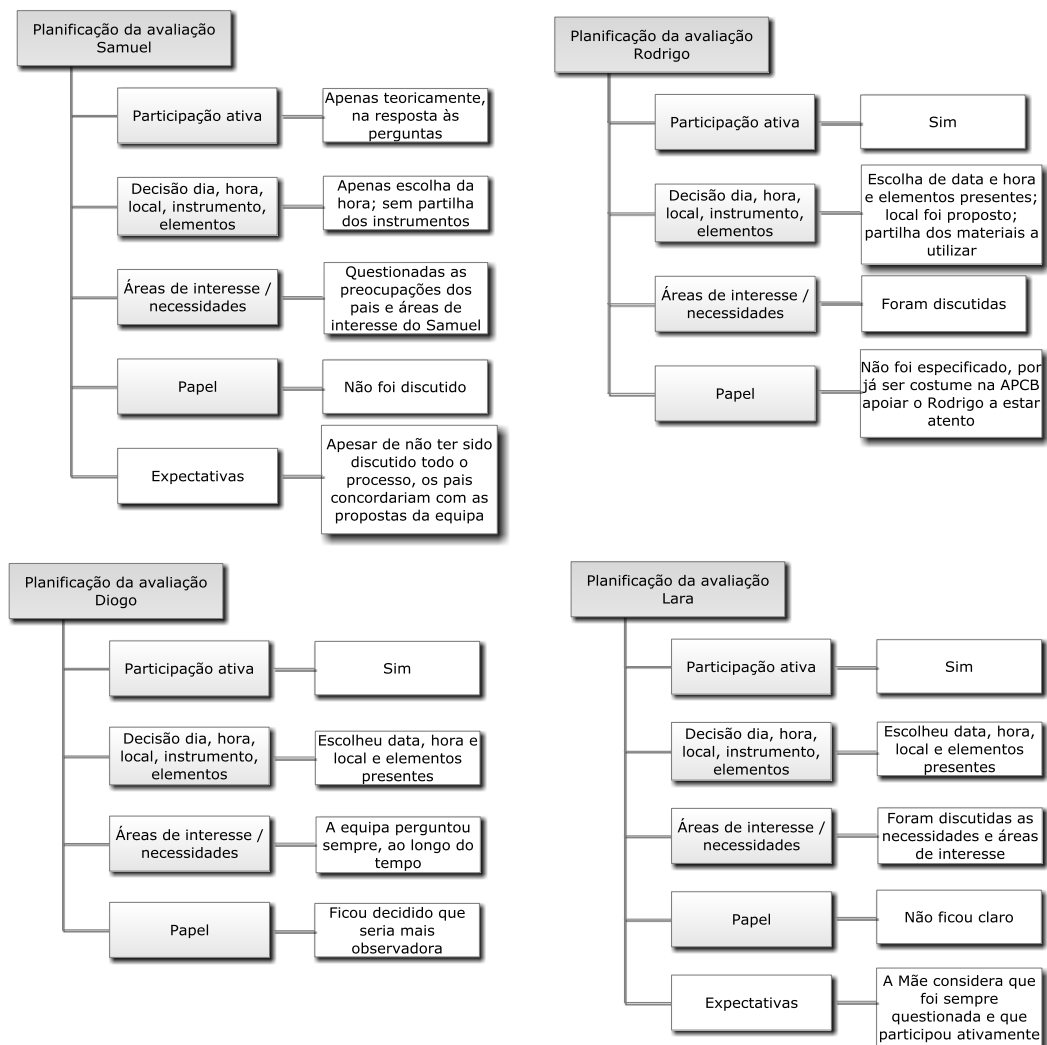 Planificação da avaliação
Samuel
Participação ativa
Apenas teoricamente,
na resposta às
perguntas
Decisão dia, hora,
local, instrumento,
elementos
Apenas escolha da
hora; sem partilha
dos instrumentos
Áreas de interesse /
necessidades
Questionadas as
preocupações dos
pais e áreas de
interesse do Samuel
Papel
Não foi discutido
Expectativas
Apesar de não ter sido
discutido todo o
processo, os pais
concordariam com as
propostas da equipa
Planificação da avaliação
Rodrigo
Participação ativa
Sim
Decisão dia, hora,
local, instrumento,
elementos
Escolha de data e hora
e elementos presentes;
local foi proposto;
partilha dos materiais a
utilizar
Áreas de interesse /
necessidades
Foram discutidas
Papel
Não foi especificado, por
já ser costume na APCB
apoiar o Rodrigo a estar
atento
Planificação da avaliação
Diogo
Participação ativa
Sim
Decisão dia, hora,
local, instrumento,
elementos
Escolheu data, hora e
local e elementos
presentes
Áreas de interesse /
necessidades
A equipa perguntou
sempre, ao longo do
tempo
Papel
Ficou decidido que
seria mais
observadora
Planificação da avaliação
Lara
Participação ativa
Sim
Decisão dia, hora,
local, instrumento,
elementos
Escolheu data, hora,
local e elementos
presentes
Áreas de interesse /
necessidades
Foram discutidas as
necessidades e áreas
de interesse
Papel
Não ficou claro
Expectativas
A Mãe considera que
foi sempre
questionada e que
participou ativamente